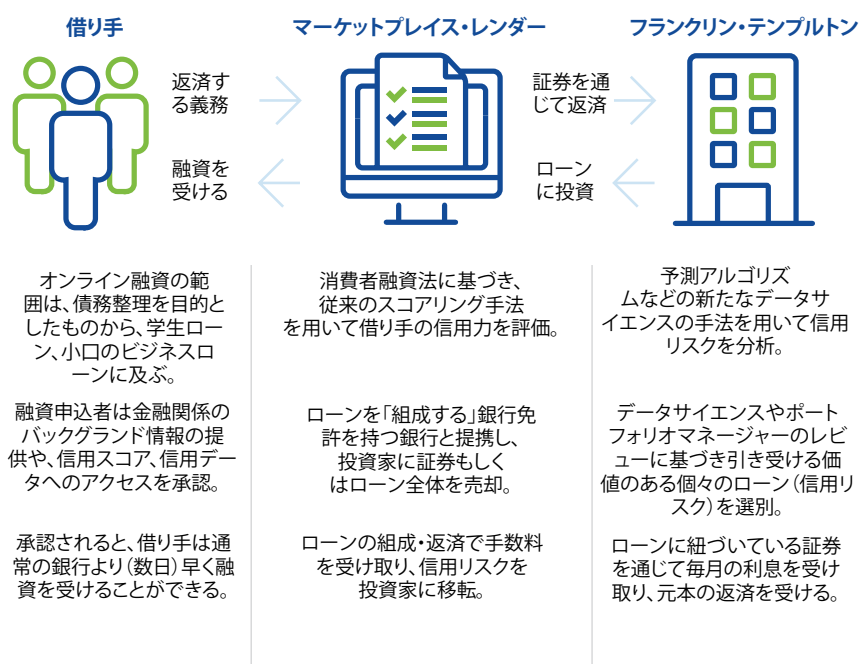 借り手
マーケットプレイス・レンダー
フランクリン・テンプルトン
返済す
る義務
証券を通
じて返済
融資を
受ける
ローン
に投資
オンライン融資の範
囲は、債務整理を目的と
したものから、学生ロー
ン、小口のビジネスロ
ーンに及ぶ。
融資申込者は金融関係の
バックグランド情報の提
供や、信用スコア、信用デー
タへのアクセスを承認。
承認されると、借り手は通
常の銀行より（数日）早く融
資を受けることができる。
消費者融資法に基づき、
従来のスコアリング手法
を用いて借り手の信用力を評価。
ローンを「組成する」銀行免
許を持つ銀行と提携し、
投資家に証券もしく
はローン全体を売却。
ローンの組成・返済で手数料
を受け取り、信用リスクを
投資家に移転。
予測アルゴリズ
ムなどの新たなデータサ
イエンスの手法を用いて信用
リスクを分析。
データサイエンスやポート
フォリオマネージャーのレビ
ューに基づき引き受ける価
値のある個々のローン（信用リ
スク）を選別。
ローンに紐づいている証券
を通じて毎月の利息を受け
取り、元本の返済を受ける。